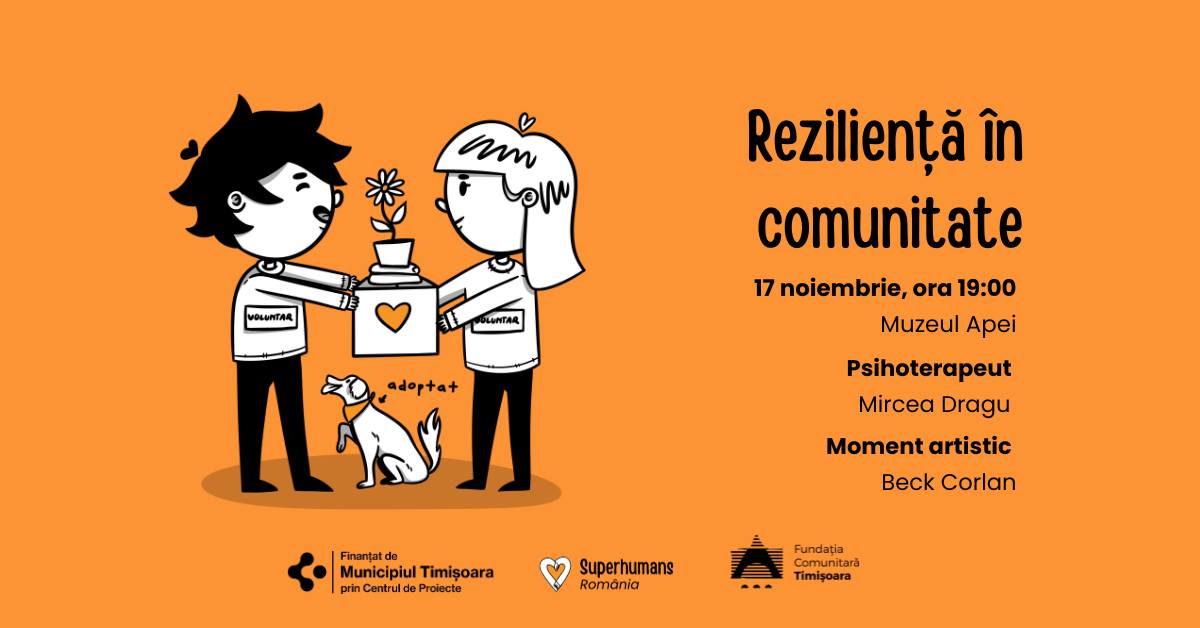 Reziliență în
comunitate
17 noiembrie, ora 19:00
Muzeul Apei
Psihoterapeut
Mircea Dragu
Moment artistic
Beck Corlan
VOLUNTAR
VOLUNTAR
adoptat
Finanțat de
Municipiul Timișoara
prin Centrul de Proiecte
Superhumans
România
Fundația
Comunitară
Timișoara